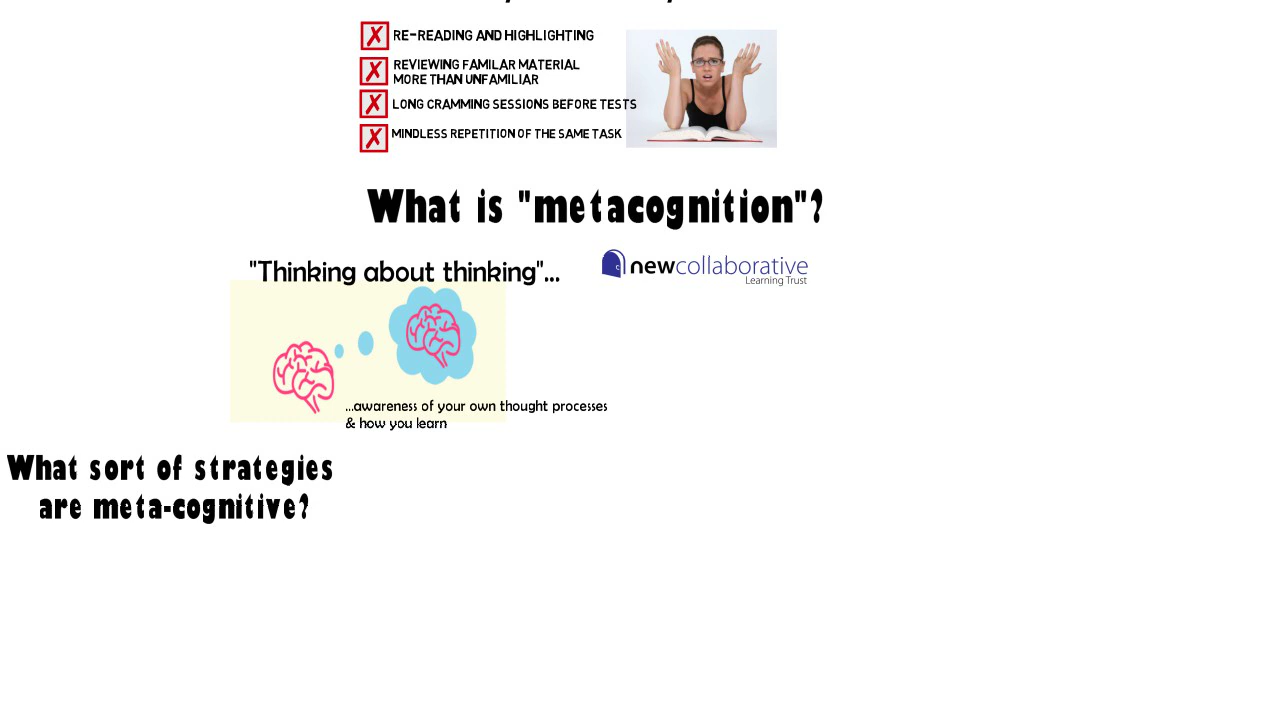 RE-READING AND HIGHLIGHTING
REVIEWING FAMILAR MATERIAL
MORE THAN UNFAMILIAR
LONG CRAMMING SESSIONS BEFORE TESTS
MINDLESS REPETITION OF THE SAME TASK
What is "metacognition"?
"Thinking about thinking"...
newcollaborative
Learning Trust
...awareness of your own thought processes
& how you learn
What sort of strategies
are meta-cognitive?